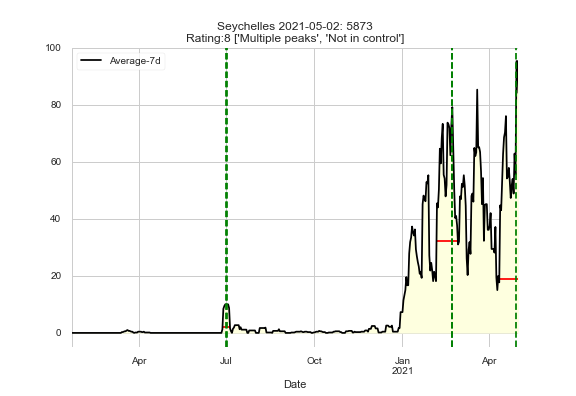 Seychelles 2021-05-02: 5873
Rating:8 ['Multiple peaks', 'Not in control']
100
Average-7d
80
60
40
20
0
Apr Jul Oct Jan Apr
2021
Date